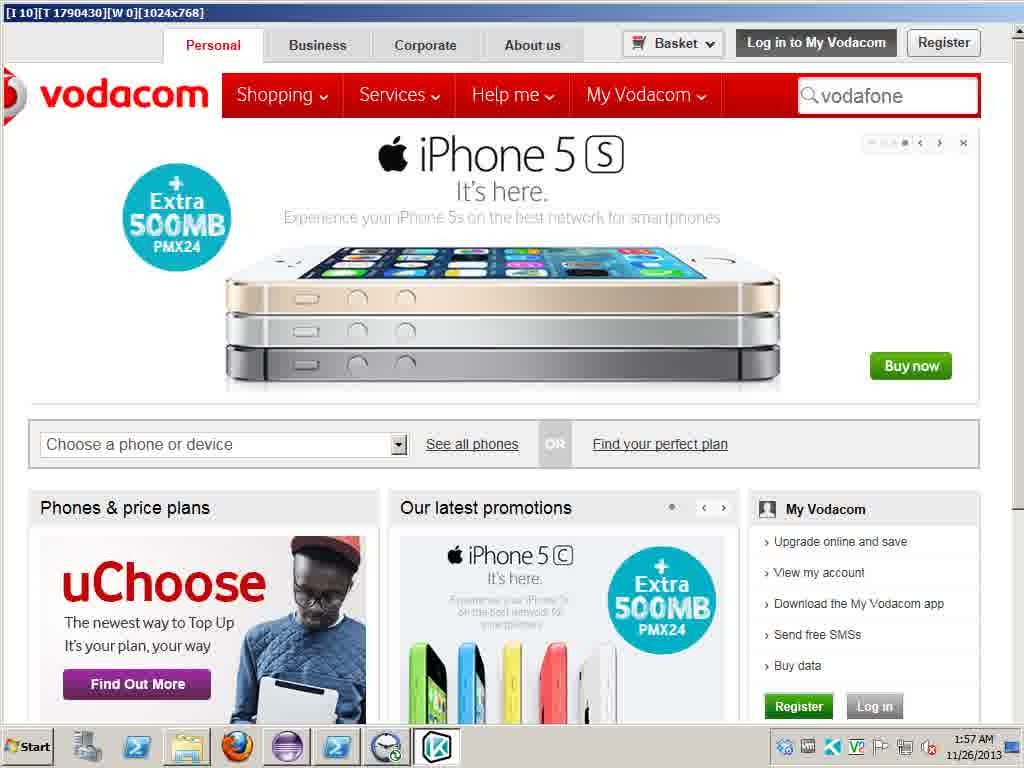 [I 10][T 1790430][W 0][1024x768]
Personal
Business
Corporate
About us
Basket
Log in to My Vodacom
Register
vodacom
Shopping
Services
Help me
My Vodacom
vodafone
iPhone 5 S
It's here.
Experience your iPhone 5s on the best network for smartphones
+
Extra
500MB
PMX24
Buy now
Choose a phone or device
See all phones
OR
Find your perfect plan
Phones & price plans
uChoose
The newest way to Top Up
It's your plan, your way
Find Out More
Our latest promotions
iPhone 5 C
It's here.
Experience your iPhone 5c
on the best network for
smartphones
+
Extra
500MB
PMX24
My Vodacom
› Upgrade online and save
› View my account
› Download the My Vodacom app
› Send free SMSs
› Buy data
Register
Log in
Start
1:57 AM
11/26/2013